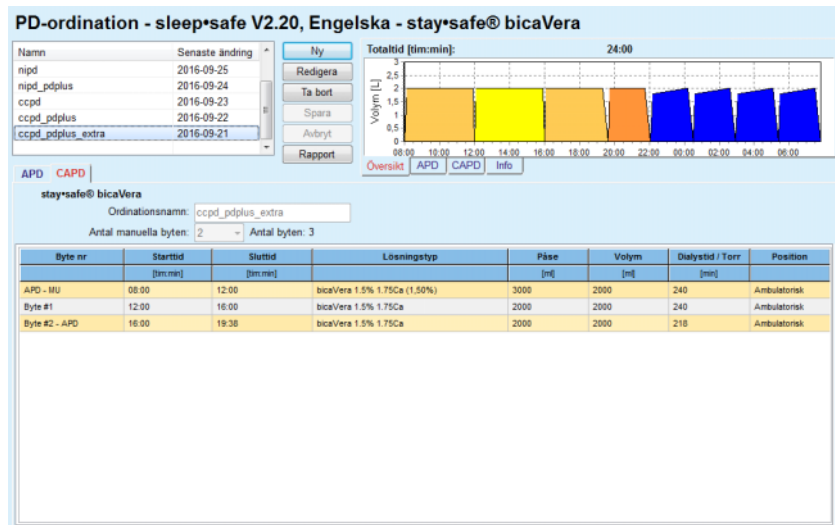 PD-ordination - sleep•safe V2.20, Engelska - stay•safe® bicaVera
Namn Senaste ändring
nipd 2016-09-25
nipd_pdplus 2016-09-24
ccpd 2016-09-23
ccpd_pdplus 2016-09-22
ccpd_pdplus_extra 2016-09-21
Ny
Redigera
Ta bort
Spara
Avbryt
Rapport
Totaltid [tim:min]: 24:00
Volym [L]
3
2,5
2
1,5
1
0,5
0
08:00 10:00 12:00 14:00 16:00 18:00 20:00 22:00 00:00 02:00 04:00 06:00
Översikt APD CAPD Info
APD CAPD
stay•safe® bicaVera
Ordinationsnamn: ccpd_pdplus_extra
Antal manuella byten: 2 Antal byten: 3
Byte nr Starttid Sluttid Lösningstyp Påse Volym Dialystid / Torr Position
[tim:min] [tim:min] [ml] [ml] [min]
APD - MU 08:00 12:00 bicaVera 1.5% 1.75Ca (1,50%) 3000 2000 240 Ambulatorisk
Byte #1 12:00 16:00 bicaVera 1.5% 1.75Ca 2000 2000 240 Ambulatorisk
Byte #2 - APD 16:00 19:38 bicaVera 1.5% 1.75Ca 2000 2000 218 Ambulatorisk